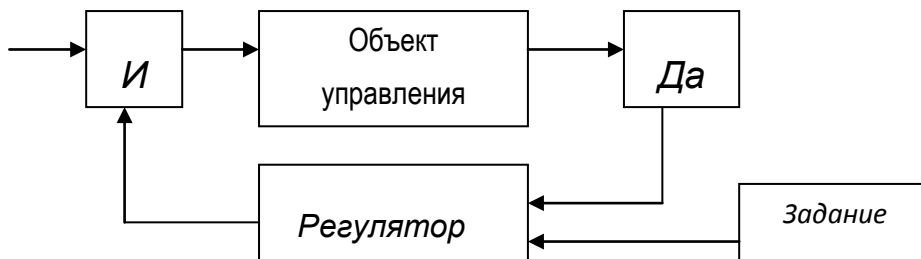 И
Объект
управления
Да
Регулятор
Задание